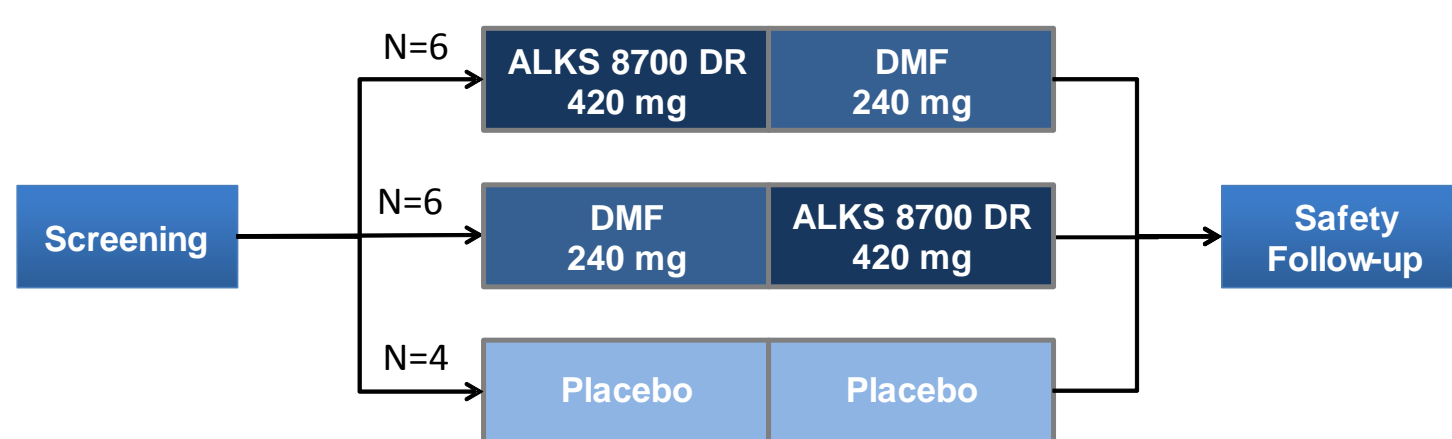 N=6
ALKS 8700 DR
420 mg
DMF
240 mg
Screening
N=6
DMF
240 mg
ALKS 8700 DR
420 mg
Safety
Follow-up
N=4
Placebo
Placebo